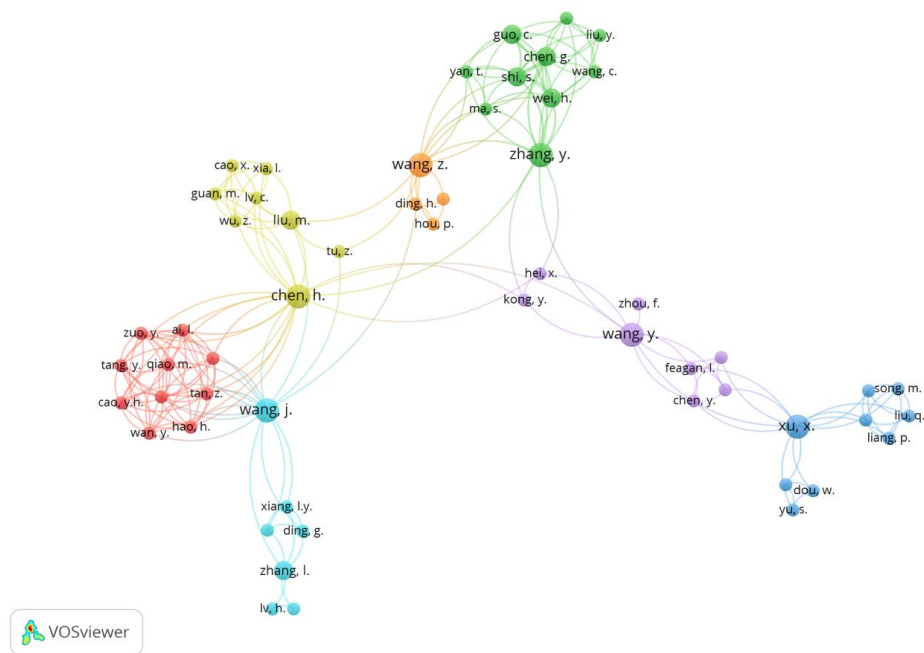 guo, c.
liu, y.
chen, g.
yan, t.
shi, s.
wang, c.
wei, h.
ma, s.
zhang, y.
wang, z.
cao, x.
xia, l.
guan, m.
lv, c.
ding, h.
wu, z.
liu, m.
hou, p.
tu, z.
hei, x.
chen, h.
kong, y.
zhou, f.
zuo, y.
ai, l.
wang, y.
tang, y.
qiao, m.
feagan, l.
tan, z.
cao, y.h.
chen, y.
song, m.
wang, j.
liu, q.
hao, h.
wan, y.
xu, x.
liang, p.
dou, w.
xiang, l.y.
yu, s.
ding, g.
zhang, l.
lv, h.
VOSviewer